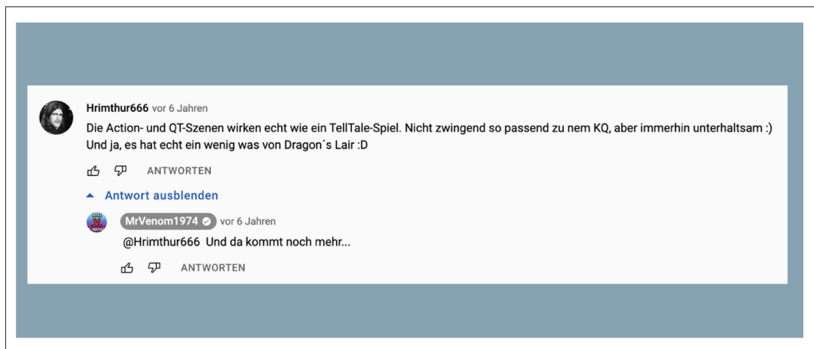 Hrimthur666 vor 6 Jahren
Die Action- und QT-Szenen wirken echt wie ein TellTale-Spiel. Nicht zwingend so passend zu nem KQ, aber immerhin unterhaltsam :)
Und ja, es hat echt ein wenig was von Dragon´s Lair :D
ANTWORTEN
Antwort ausblenden
MrVenom1974 vor 6 Jahren
@Hrimthur666 Und da kommt noch mehr...
ANTWORTEN